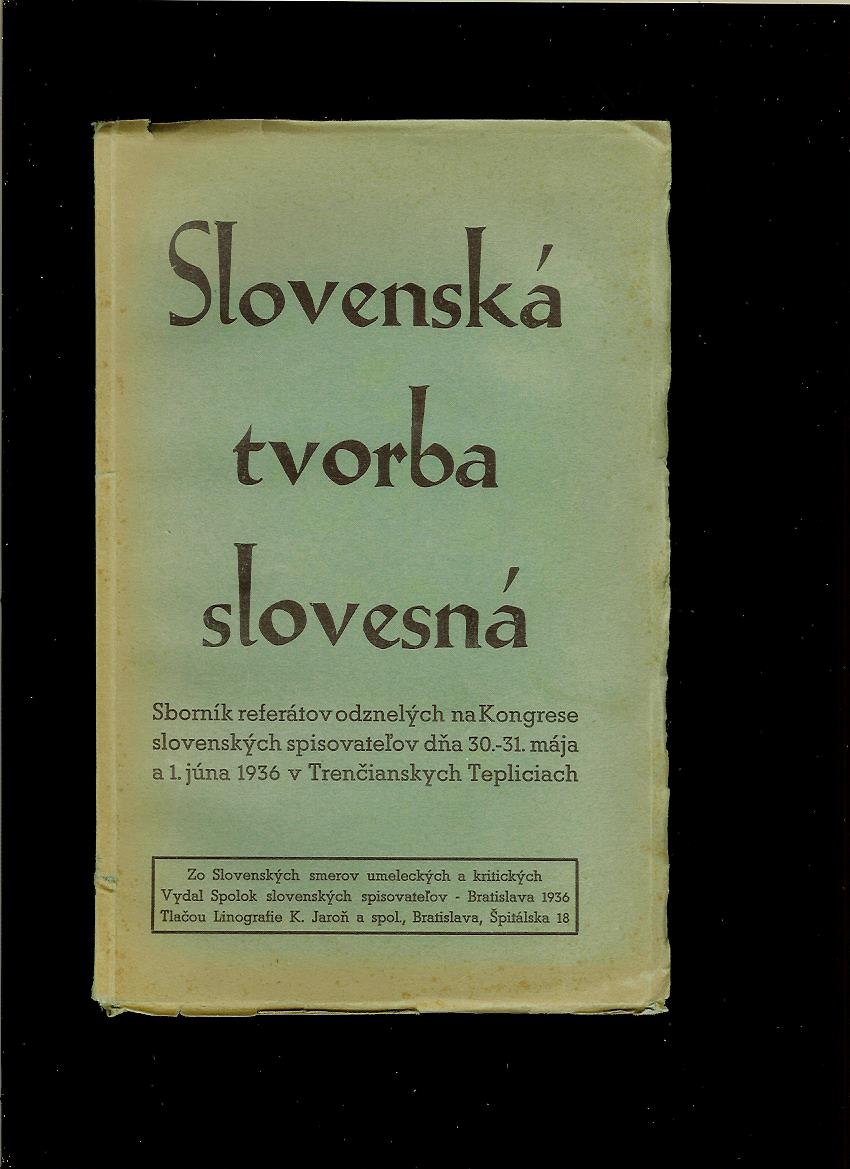 Slovenská
tvorba
slovesná
Sborník referátov odznelých na Kongrese
slovenských spisovateľov dňa 30.-31. mája
a 1. júna 1936 v Trenčianskych Tepliciach
Zo Slovenských smerov umeleckých a kritických
Vydal Spolok slovenských spisovateľov - Bratislava 1936
Tlačou Linografie K. Jaroň a spol., Bratislava, Špitálska 18